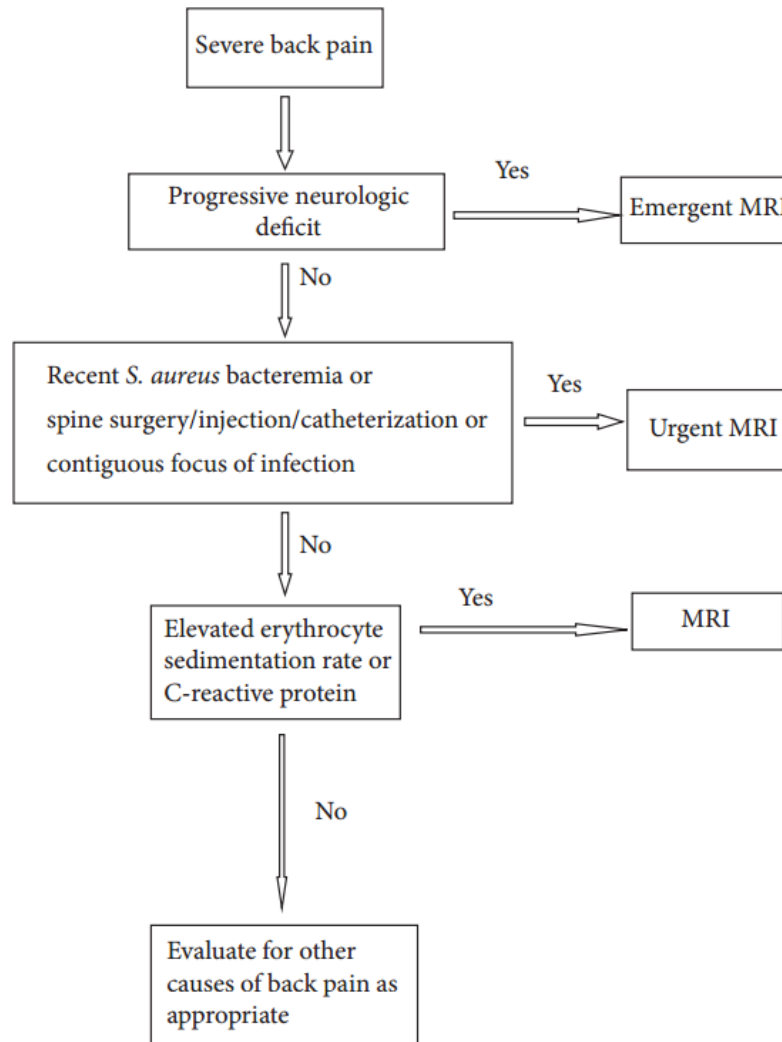 Severe back pain
Progressive neurologic
deficit
Yes
Emergent MRI
No
Recent S. aureus bacteremia or
spine surgery/injection/catheterization or
contiguous focus of infection
Yes
Urgent MRI
No
Elevated erythrocyte
sedimentation rate or
C-reactive protein
Yes
MRI
No
Evaluate for other
causes of back pain as
appropriate